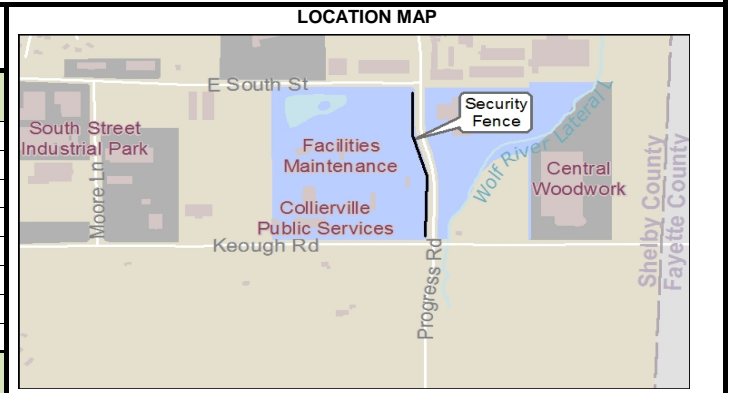 LOCATION MAP
E South St
Security
Fence
South Street
Industrial Park
Moore Ln
Facilities
Maintenance
Wolf River Lateral L
Central
Woodwork
Collierville
Public Services
Keough Rd
Progress Rd
Shelby County
Fayette County